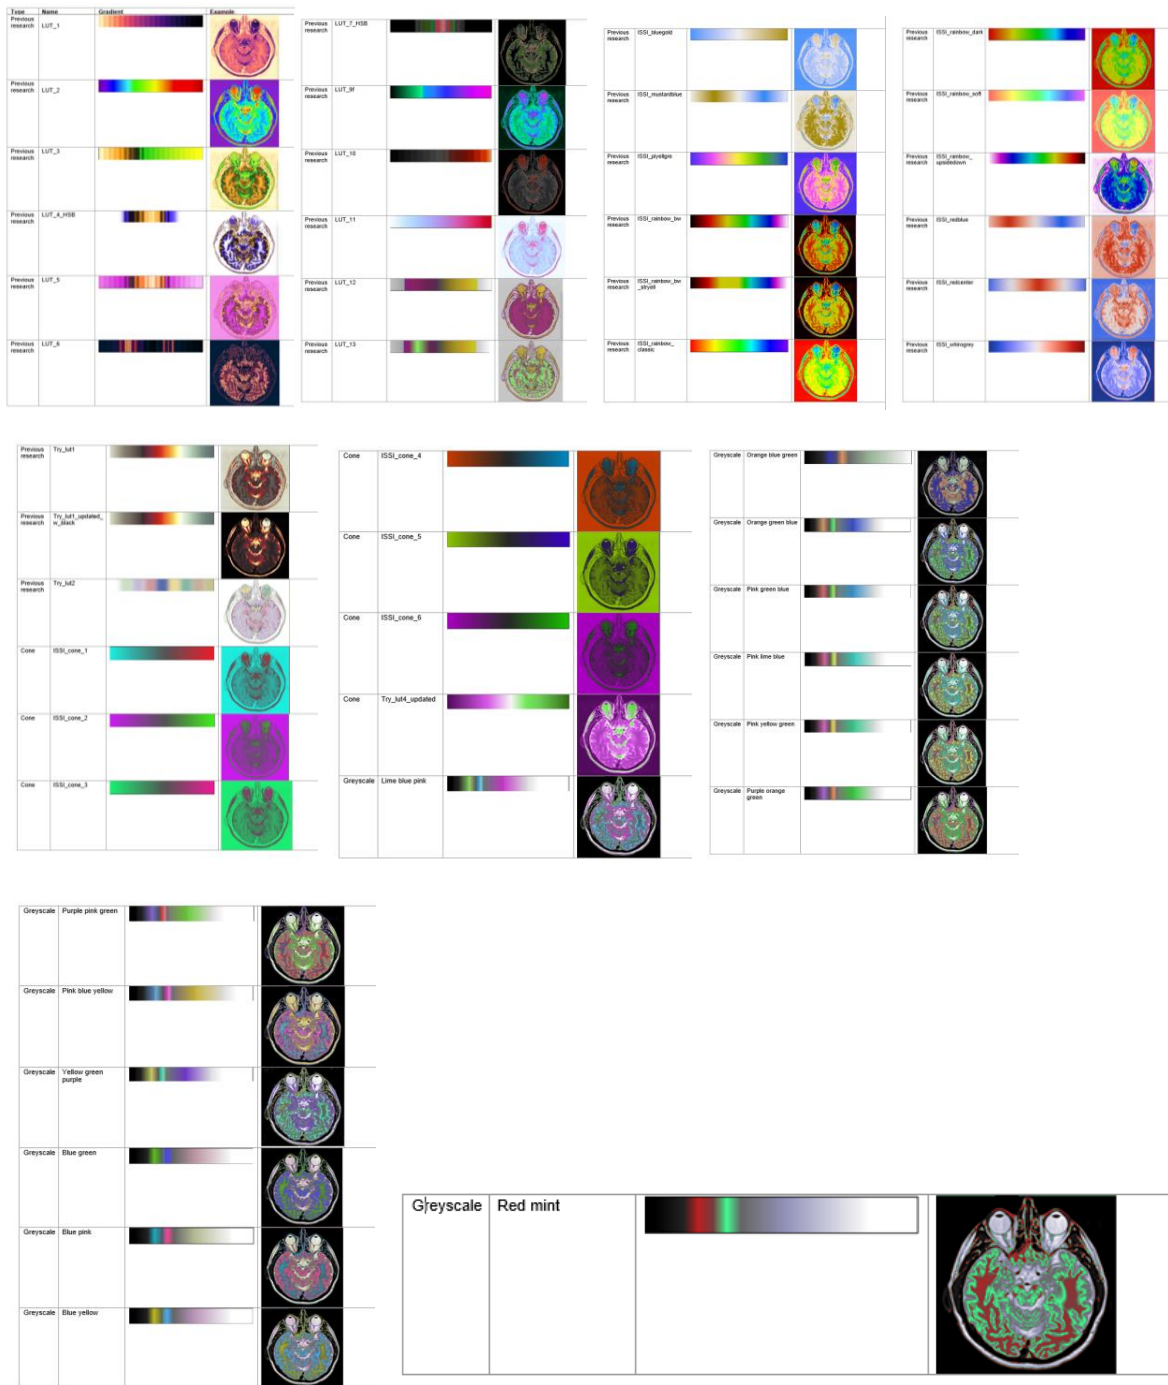 Type Name Gradient Example
Previous LUT_1
research
Previous LUT_2
research
Previous LUT_3
research
Previous LUT_4_HSB
research
Previous LUT_5
research
Previous LUT_6
research
Previous LUT_7_HSB
research
Previous LUT_9f
research
Previous LUT_10
research
Previous LUT_11
research
Previous LUT_12
research
Previous LUT_13
research
Previous ISSI_bluegold
research
Previous ISSI_mustardblue
research
Previous
research
Previous ISSI_rainbow_bw
research
Previous ISSI_rainbow_bw
research
Previous ISSI_rainbow_
research classic
Previous ISSI_rainbow_dark
research
Previous ISSI_rainbow_soft
research
Previous ISSI_rainbow_
research upsidedown
Previous ISSI_redblue
research
Previous ISSI_redcenter
research
Previous
research
Previous Try_lut1
research
Previous Try_lut1_updated_
research w_black
Previous Try_lut2
research
Cone ISSI_cone_1
Cone ISSI_cone_2
Cone ISSI_cone_3
Cone ISSI_cone_4
Cone ISSI_cone_5
Cone ISSI_cone_6
Cone Try_lut4_updated
Greyscale Lime blue pink
Greyscale Orange blue green
Greyscale Orange green blue
Greyscale Pink green blue
Greyscale Pink lime blue
Greyscale Pink yellow green
Greyscale Purple orange
green
Greyscale Purple pink green
Greyscale Pink blue yellow
Greyscale Yellow green
purple
Greyscale Blue green
Greyscale Blue pink
Greyscale Blue yellow
Greyscale Red mint